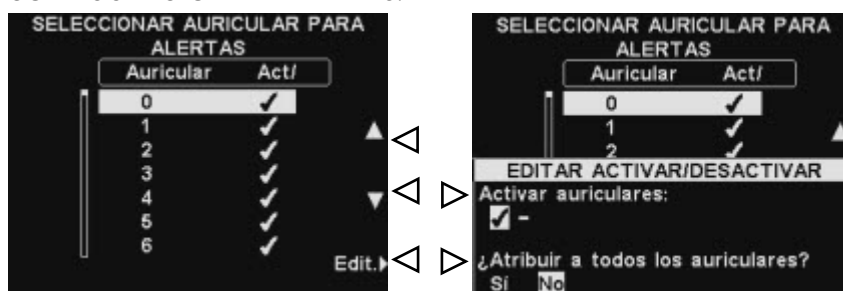 SELECCIONAR AURICULAR PARA
ALERTAS
Auricular Act/
0 ✓
1 ✓
2 ✓
3 ✓
4 ✓
5 ✓
6 ✓
Edit.
SELECCIONAR AURICULAR PARA
ALERTAS
Auricular Act/
0 ✓
1 ✓
2 ✓
EDITAR ACTIVAR/DESACTIVAR
Activar auriculares:
✓ -
¿Atribuir a todos los auriculares?
Sí No